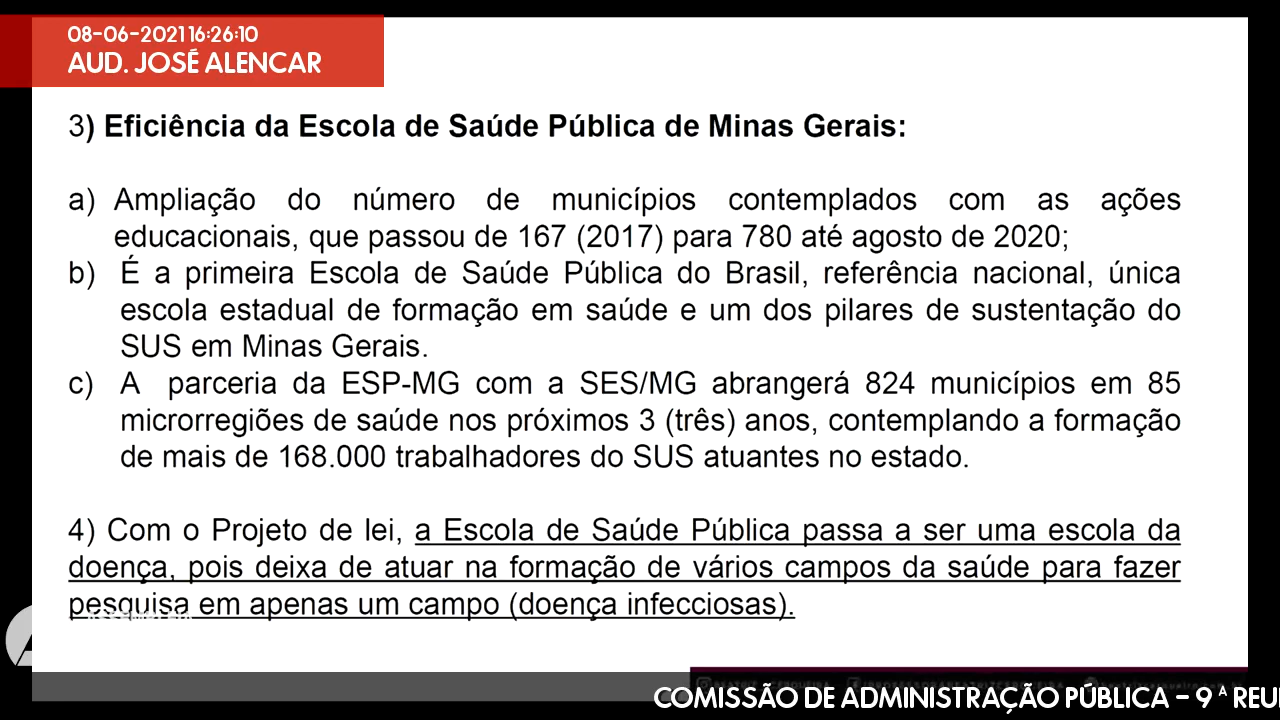 08-06-2021 16:26:10
AUD. JOSÉ ALENCAR
3) Eficiência da Escola de Saúde Pública de Minas Gerais:
a) Ampliação do número de municípios contemplados com as ações
educacionais, que passou de 167 (2017) para 780 até agosto de 2020;
b) É a primeira Escola de Saúde Pública do Brasil, referência nacional, única
escola estadual de formação em saúde e um dos pilares de sustentação do
SUS em Minas Gerais.
c) A parceria da ESP-MG com a SES/MG abrangerá 824 municípios em 85
microrregiões de saúde nos próximos 3 (três) anos, contemplando a formação
de mais de 168.000 trabalhadores do SUS atuantes no estado.
4) Com o Projeto de lei, a Escola de Saúde Pública passa a ser uma escola da
doença, pois deixa de atuar na formação de vários campos da saúde para fazer
pesquisa em apenas um campo (doença infecciosas).
ASSEMBLEIA
COMISSÃO DE ADMINISTRAÇÃO PÚBLICA - 9 ª REU